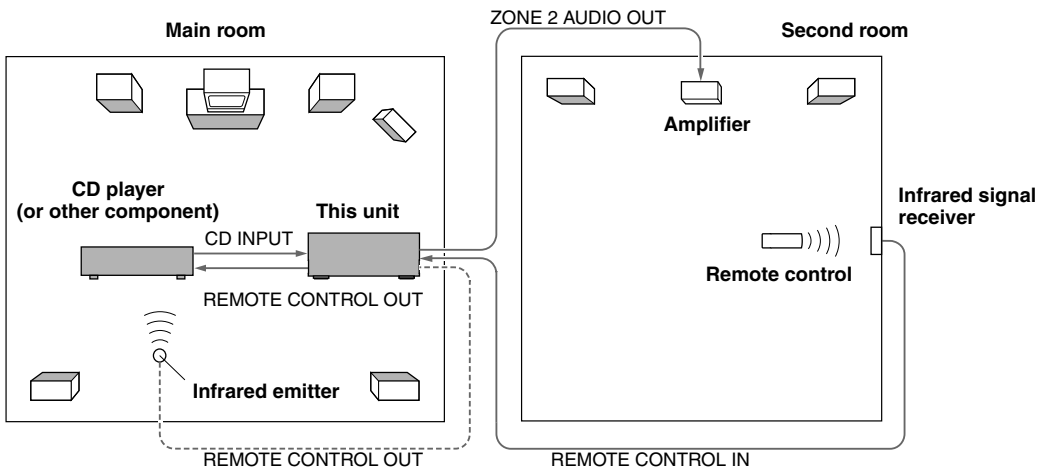 ZONE 2 AUDIO OUT
Main room
Second room
Amplifier
CD player
(or other component)
This unit
Infrared signal
receiver
CD INPUT
Remote control
REMOTE CONTROL OUT
Infrared emitter
REMOTE CONTROL OUT
REMOTE CONTROL IN